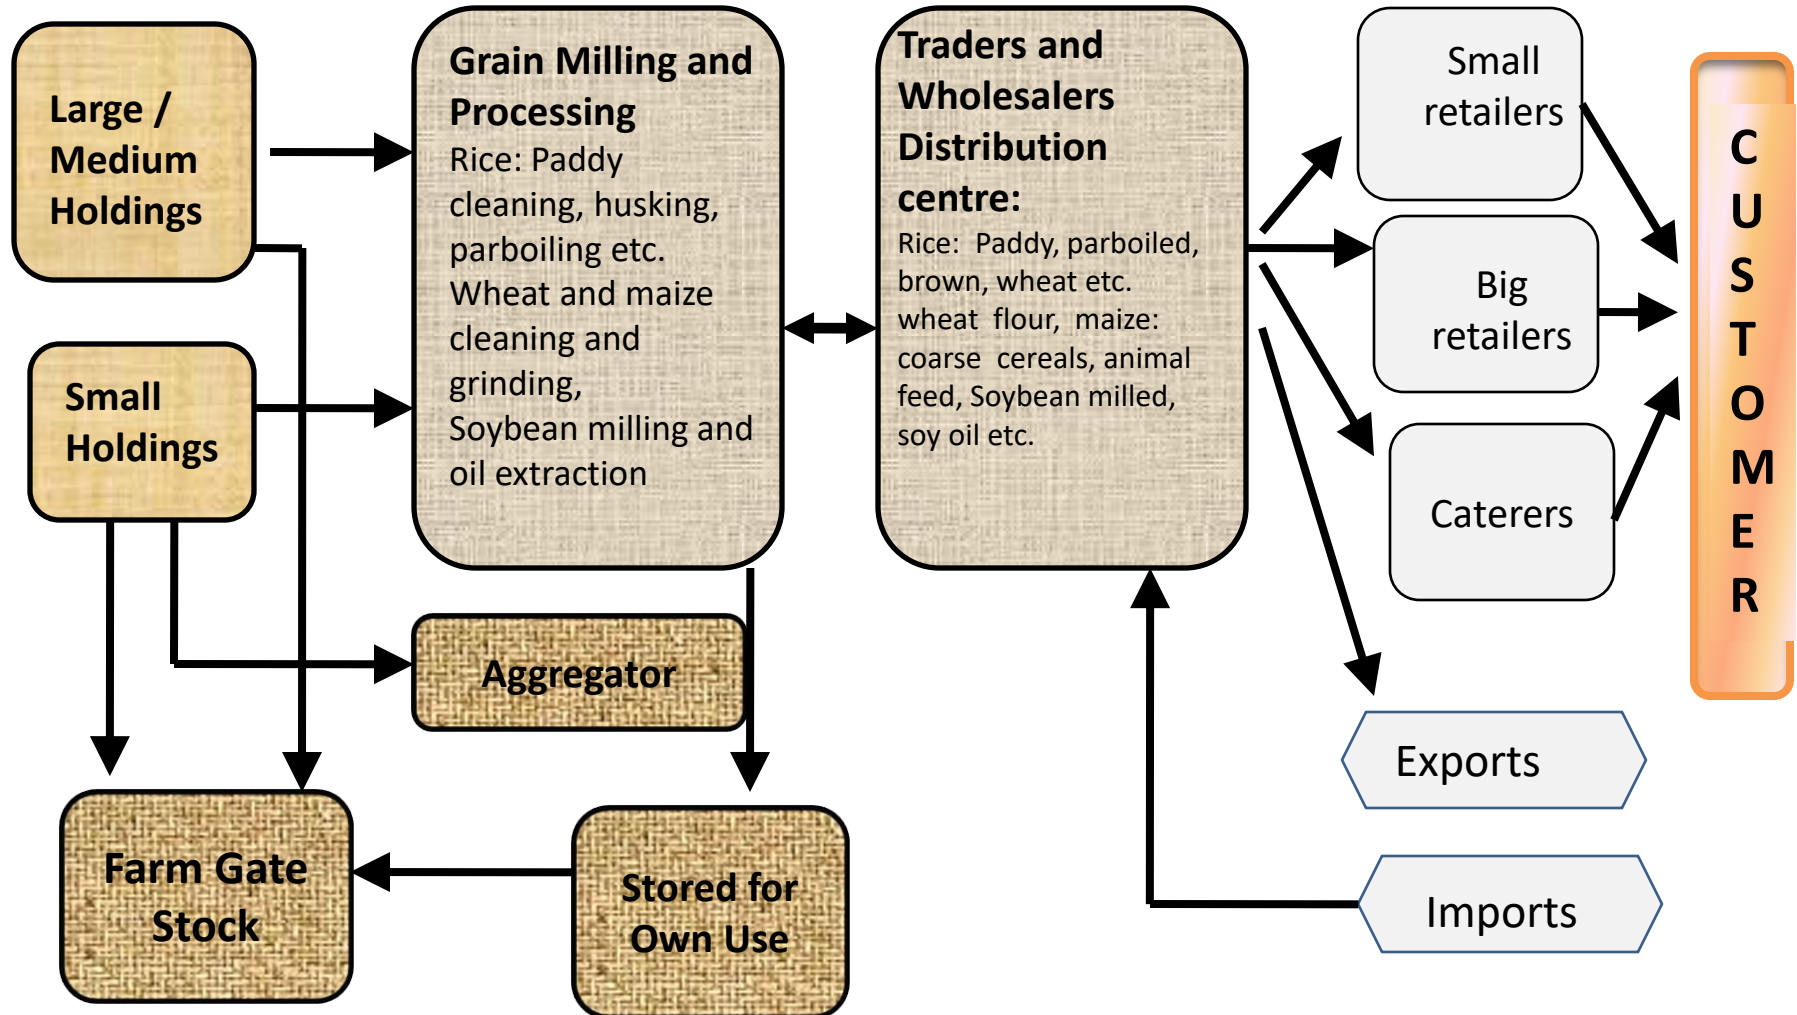 Large /
Medium
Holdings
Small
Holdings
Grain Milling and
Processing
Rice: Paddy
cleaning, husking,
parboiling etc.
Wheat and maize
cleaning and
grinding,
Soybean milling and
oil extraction
Aggregator
Farm Gate
Stock
Stored for
Own Use
Traders and
Wholesalers
Distribution
centre:
Rice: Paddy, parboiled,
brown, wheat etc.
wheat flour, maize:
coarse cereals, animal
feed, Soybean milled,
soy oil etc.
Small
retailers
Big
retailers
Caterers
Exports
Imports
C
U
S
T
O
M
E
R